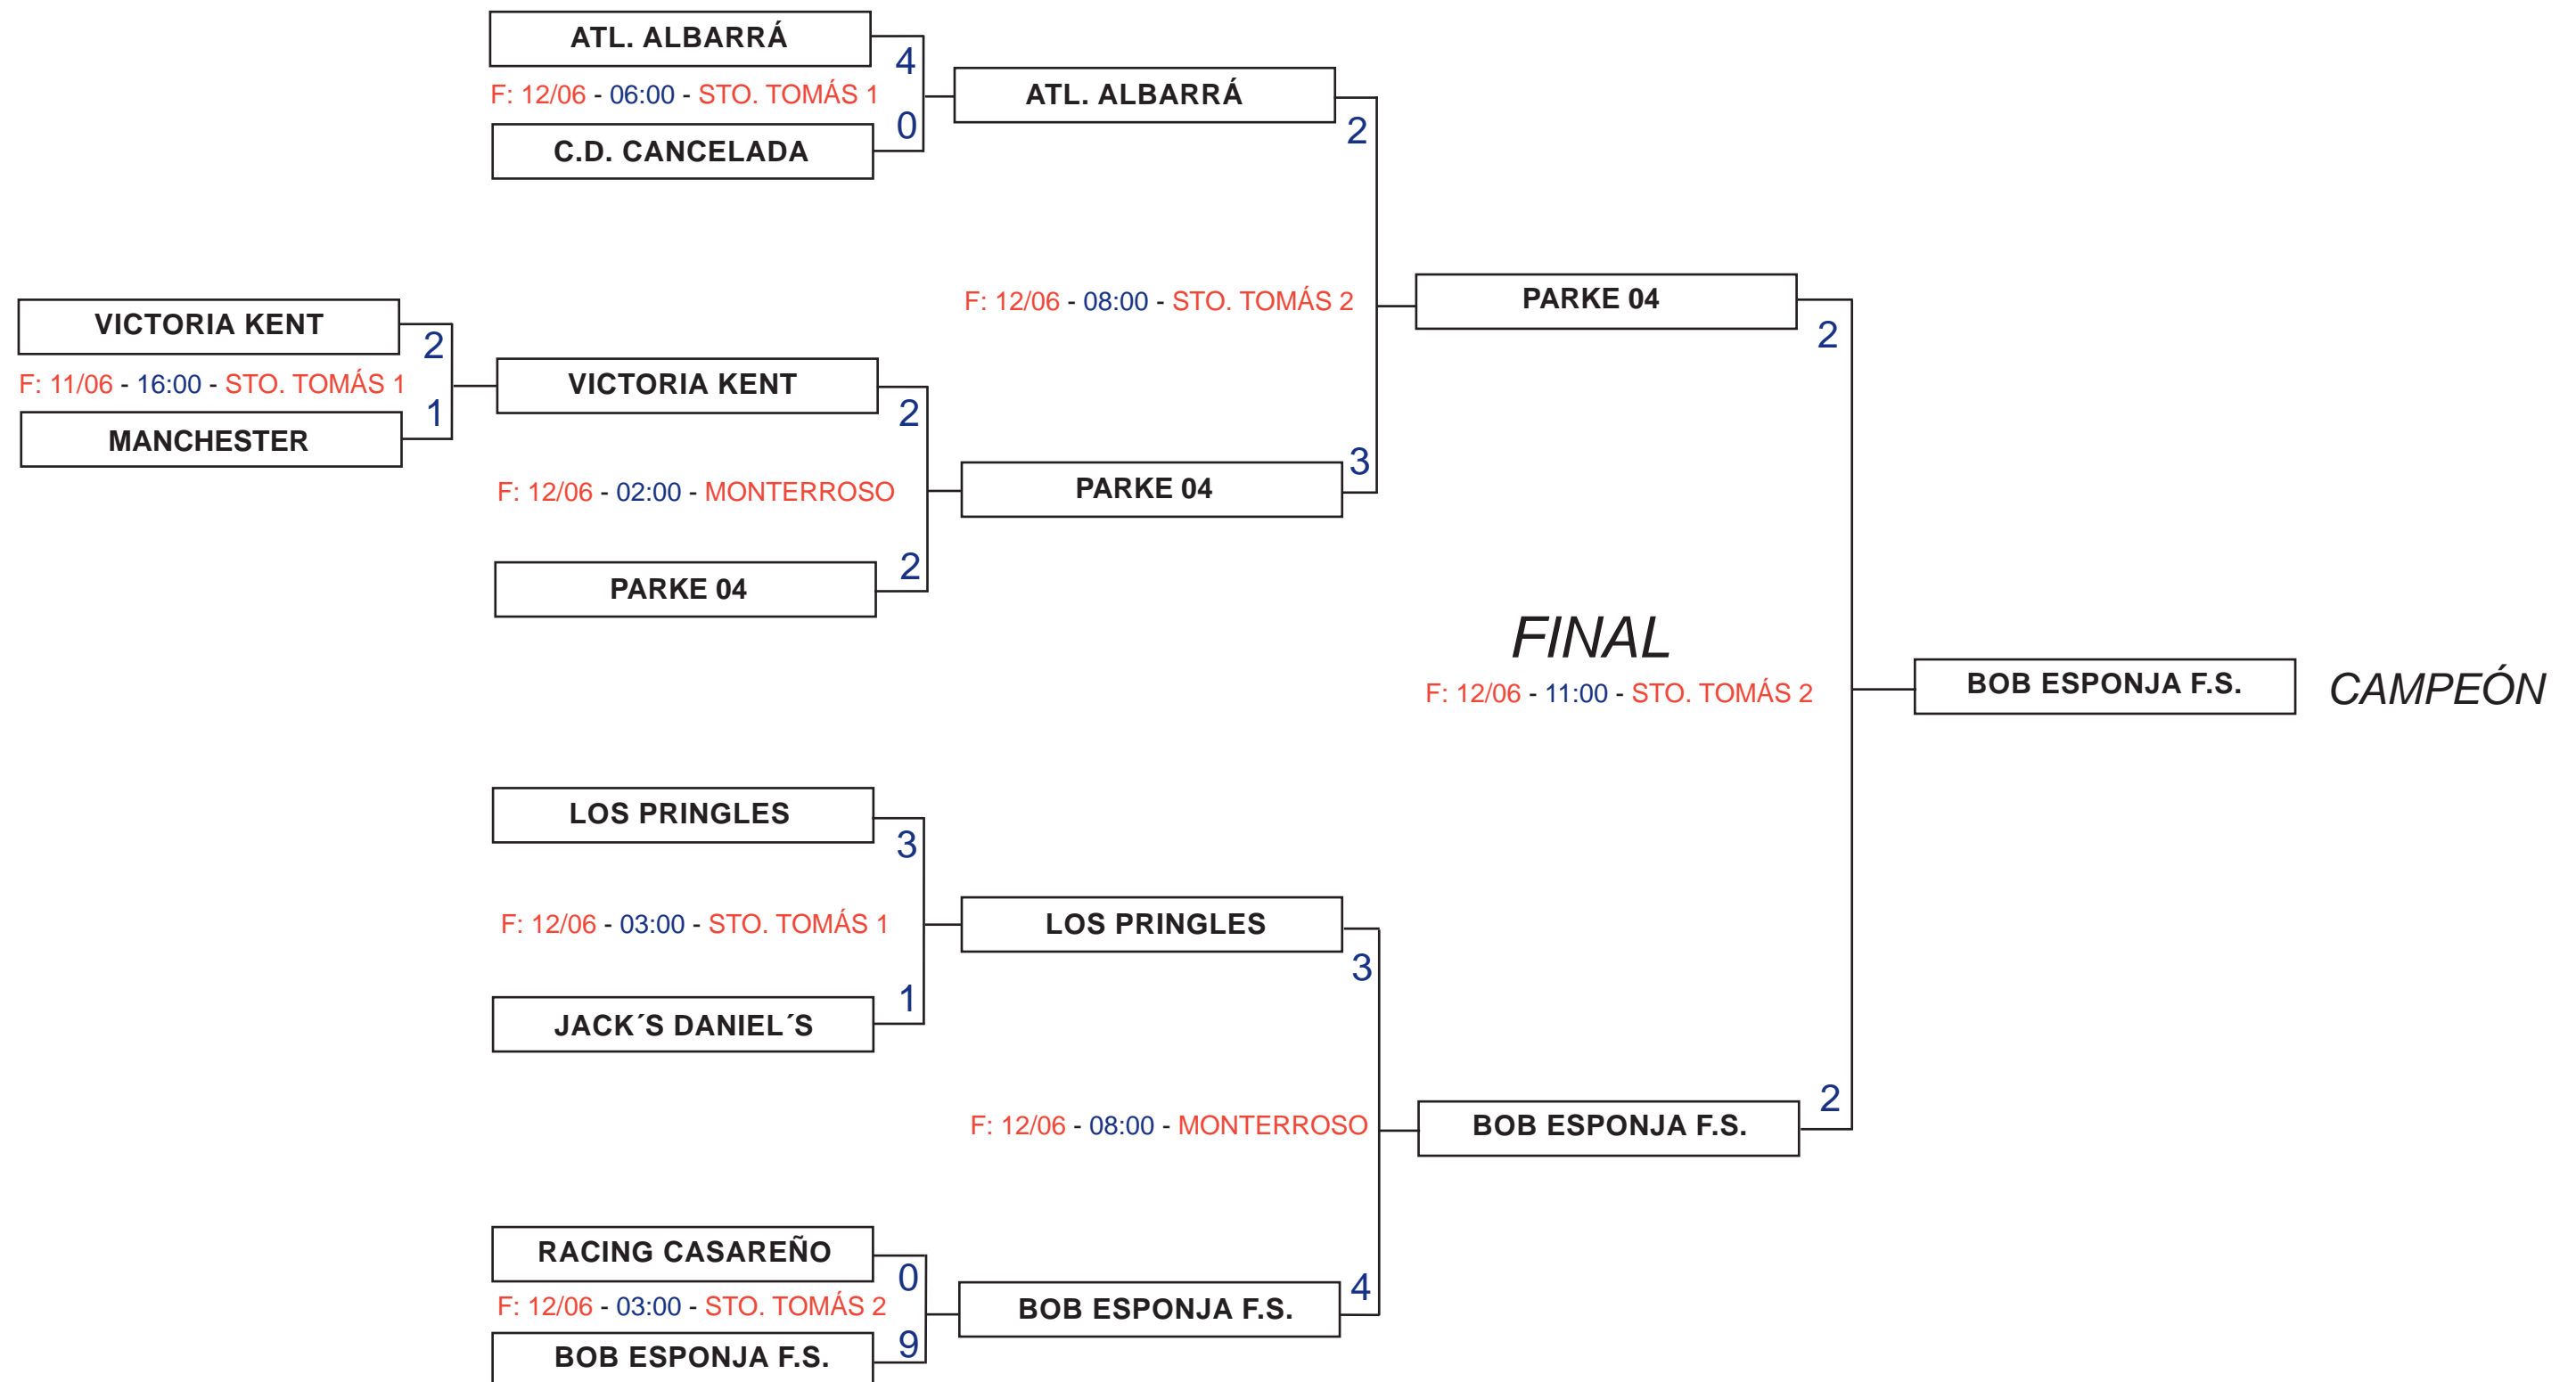 ATL. ALBARRÁ
4
F: 12/06 - 06:00 - STO. TOMÁS 1
0
C.D. CANCELADA
ATL. ALBARRÁ
2
VICTORIA KENT
2
F: 11/06 - 16:00 - STO. TOMÁS 1
1
MANCHESTER
VICTORIA KENT
2
F: 12/06 - 02:00 - MONTERROSO
2
PARKE 04
F: 12/06 - 08:00 - STO. TOMÁS 2
3
PARKE 04
PARKE 04
2
FINAL
F: 12/06 - 11:00 - STO. TOMÁS 2
BOB ESPONJA F.S.
CAMPEÓN
LOS PRINGLES
3
F: 12/06 - 03:00 - STO. TOMÁS 1
1
JACK´S DANIEL´S
LOS PRINGLES
3
F: 12/06 - 08:00 - MONTERROSO
2
BOB ESPONJA F.S.
RACING CASAREÑO
0
F: 12/06 - 03:00 - STO. TOMÁS 2
9
BOB ESPONJA F.S.
4
BOB ESPONJA F.S.